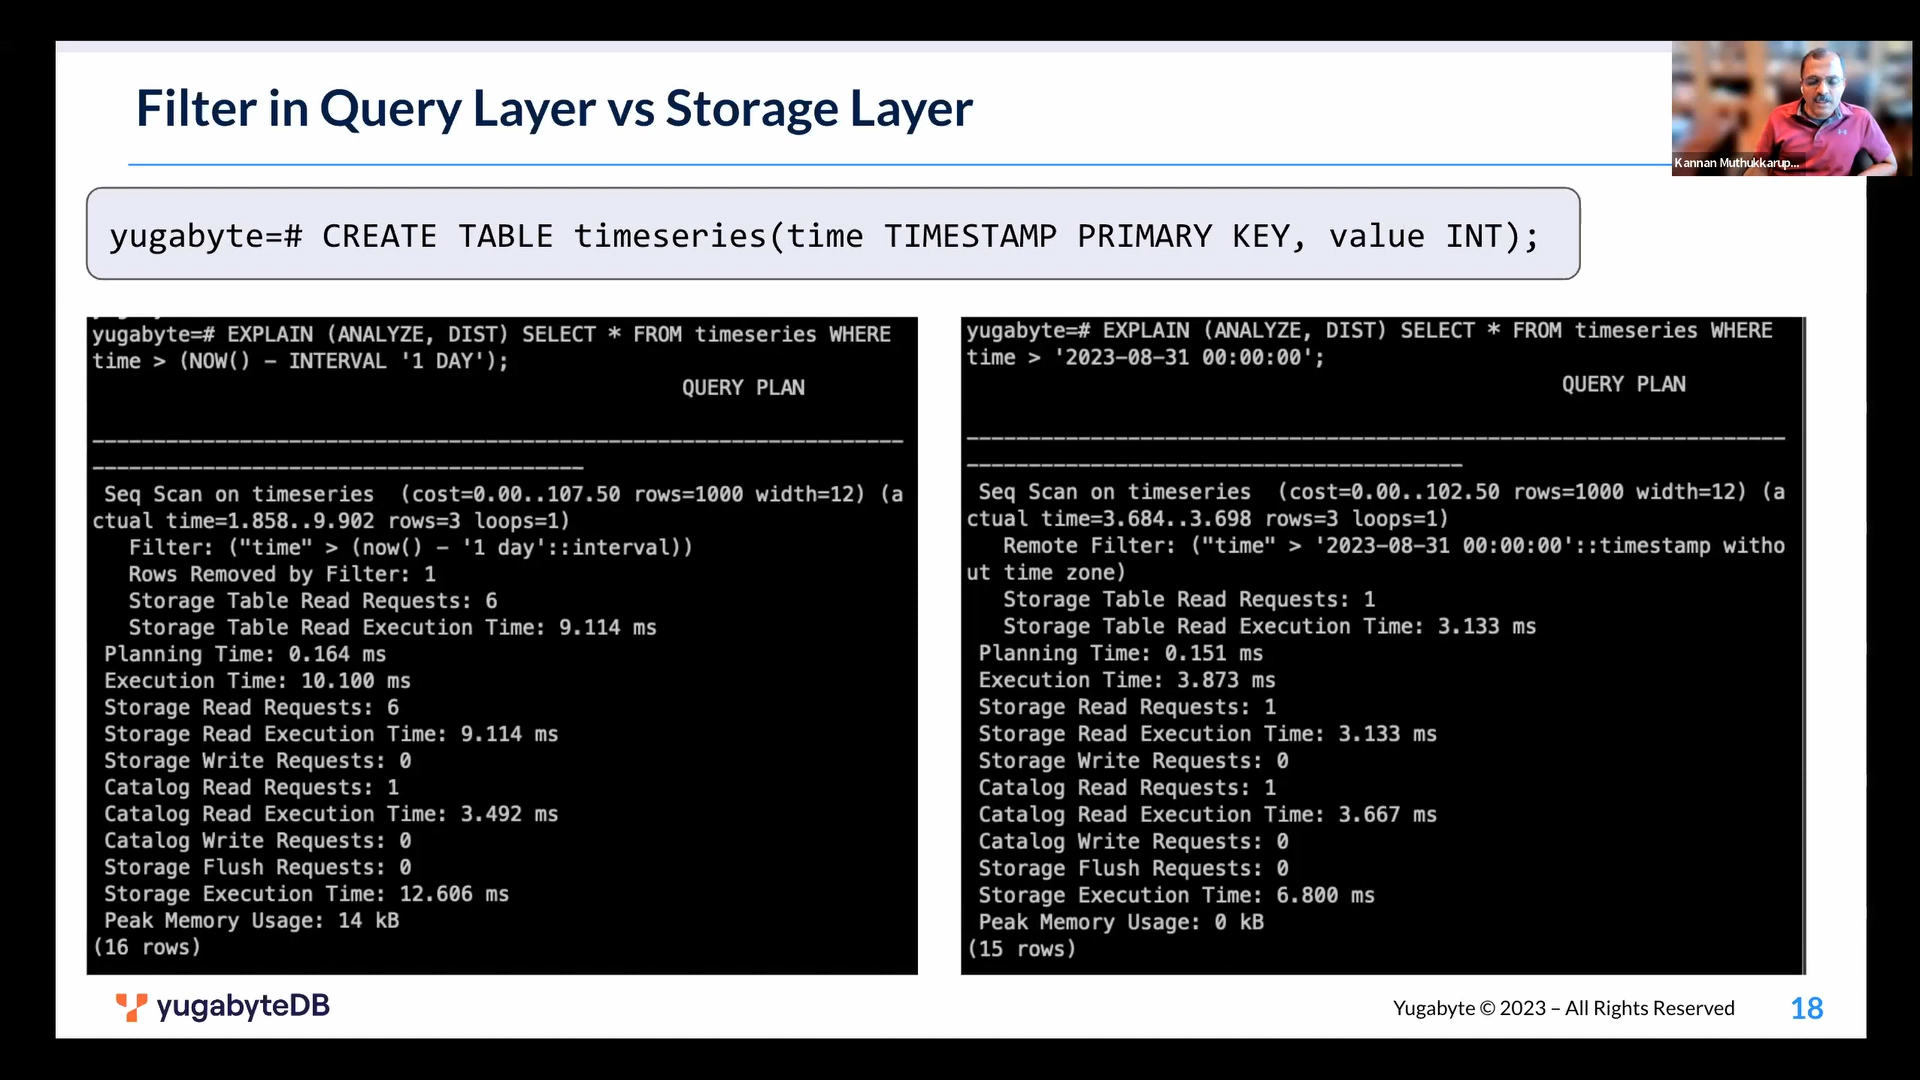 Filter in Query Layer vs Storage Layer
Kannan Muthukkarup...
yugabyte=# CREATE TABLE timeseries(time TIMESTAMP PRIMARY KEY, value INT);
yugabyte=# EXPLAIN (ANALYZE, DIST) SELECT * FROM timeseries WHERE
time > (NOW() - INTERVAL '1 DAY');
QUERY PLAN
------------------------------------------------------------------
----------------------------------------
Seq Scan on timeseries  (cost=0.00..107.50 rows=1000 width=12) (a
ctual time=1.858..9.902 rows=3 loops=1)
Filter: ("time" > (now() - '1 day'::interval))
Rows Removed by Filter: 1
Storage Table Read Requests: 6
Storage Table Read Execution Time: 9.114 ms
Planning Time: 0.164 ms
Execution Time: 10.100 ms
Storage Read Requests: 6
Storage Read Execution Time: 9.114 ms
Storage Write Requests: 0
Catalog Read Requests: 1
Catalog Read Execution Time: 3.492 ms
Catalog Write Requests: 0
Storage Flush Requests: 0
Storage Execution Time: 12.606 ms
Peak Memory Usage: 14 kB
(16 rows)
yugabyte=# EXPLAIN (ANALYZE, DIST) SELECT * FROM timeseries WHERE
time > '2023-08-31 00:00:00';
QUERY PLAN
------------------------------------------------------------------
----------------------------------------
Seq Scan on timeseries  (cost=0.00..102.50 rows=1000 width=12) (a
ctual time=3.684..3.698 rows=3 loops=1)
Remote Filter: ("time" > '2023-08-31 00:00:00'::timestamp witho
ut time zone)
Storage Table Read Requests: 1
Storage Table Read Execution Time: 3.133 ms
Planning Time: 0.151 ms
Execution Time: 3.873 ms
Storage Read Requests: 1
Storage Read Execution Time: 3.133 ms
Storage Write Requests: 0
Catalog Read Requests: 1
Catalog Read Execution Time: 3.667 ms
Catalog Write Requests: 0
Storage Flush Requests: 0
Storage Execution Time: 6.800 ms
Peak Memory Usage: 0 kB
(15 rows)
yugabyteDB
Yugabyte © 2023 – All Rights Reserved
18